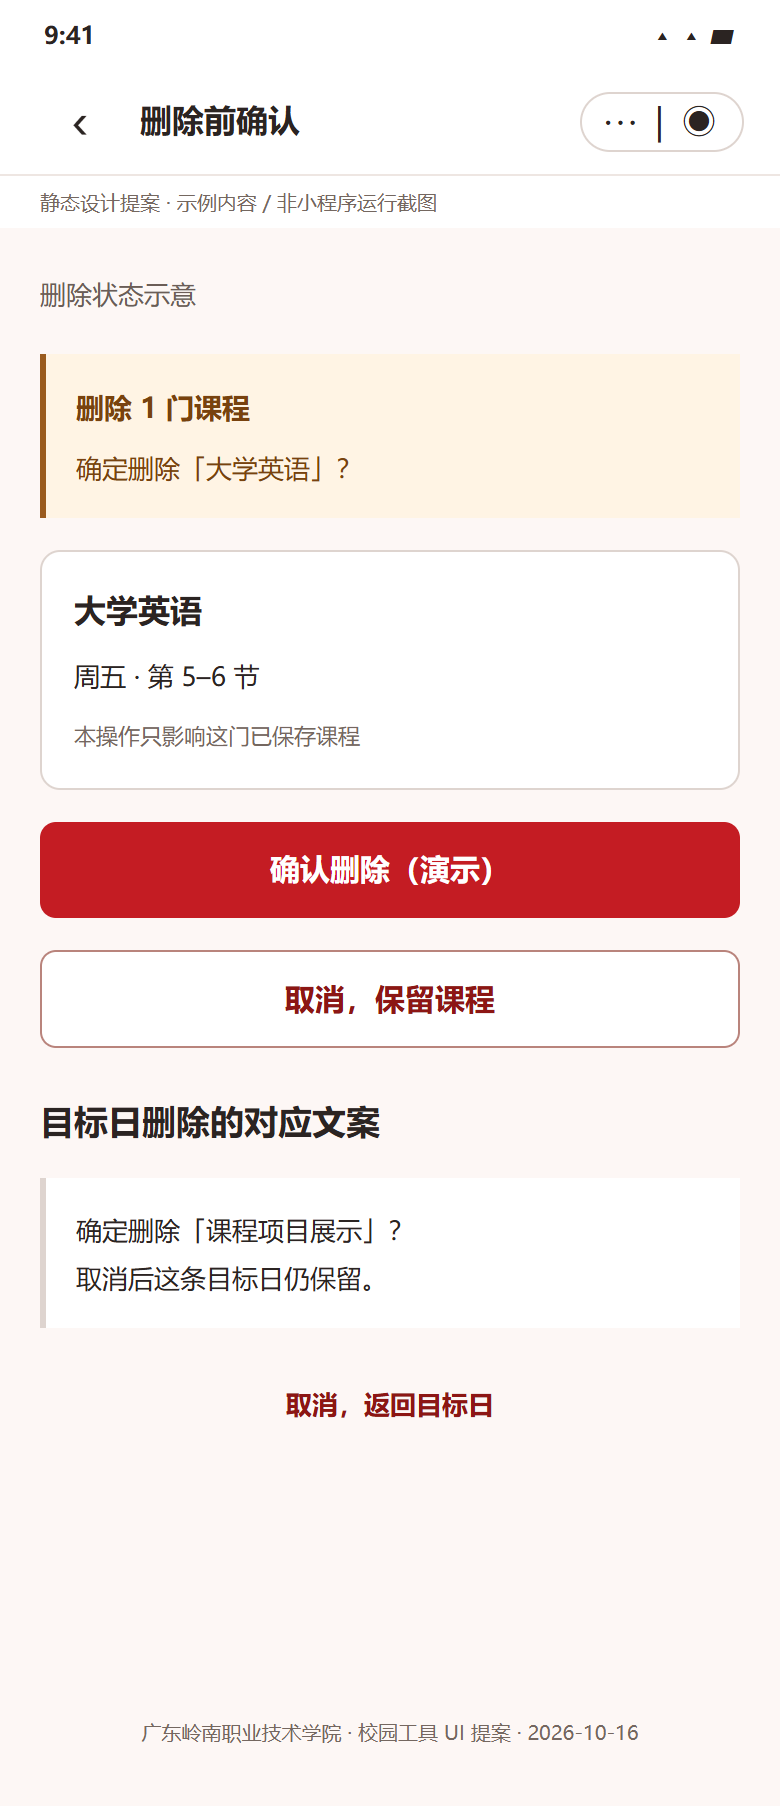 9:41
删除前确认
静态设计提案 · 示例内容 / 非小程序运行截图
删除状态示意
删除 1 门课程
确定删除「大学英语」?
大学英语
周五 · 第 5–6 节
本操作只影响这门已保存课程
确认删除（演示）
取消，保留课程
目标日删除的对应文案
确定删除「课程项目展示」?
取消后这条目标日仍保留。
取消，返回目标日
广东岭南职业技术学院 · 校园工具 UI 提案 · 2026-10-16